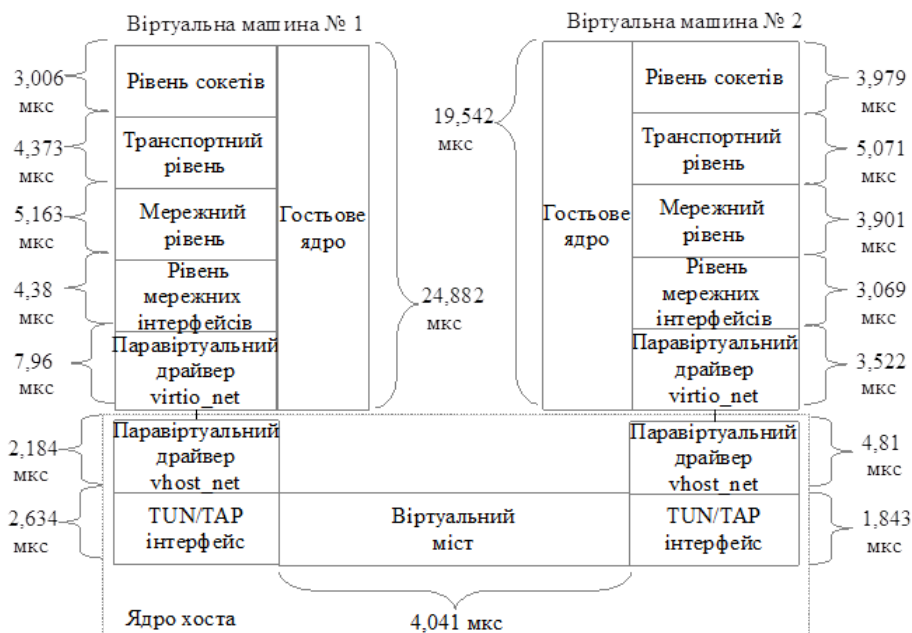 Віртуальна машина № 1
Віртуальна машина № 2
3,006
мкс
Рівень сокетів
4,373
мкс
Транспортний
рівень
5,163
мкс
Мережний
рівень
4,38
мкс
Рівень
мережних
інтерфейсів
7,96
мкс
Паравіртуальний
драйвер
virtio_net
Гостьове
ядро
24,882
мкс
19,542
мкс
Гостьове
ядро
Рівень сокетів
3,979
мкс
Транспортний
рівень
5,071
мкс
Мережний
рівень
3,901
мкс
Рівень
мережних
інтерфейсів
3,069
мкс
Паравіртуальний
драйвер
virtio_net
3,522
мкс
2,184
мкс
Паравіртуальний
драйвер
vhost_net
Паравіртуальний
драйвер
vhost_net
4,81
мкс
2,634
мкс
TUN/TAP
інтерфейс
Віртуальний
міст
TUN/TAP
інтерфейс
1,843
мкс
Ядро хоста
4,041 мкс